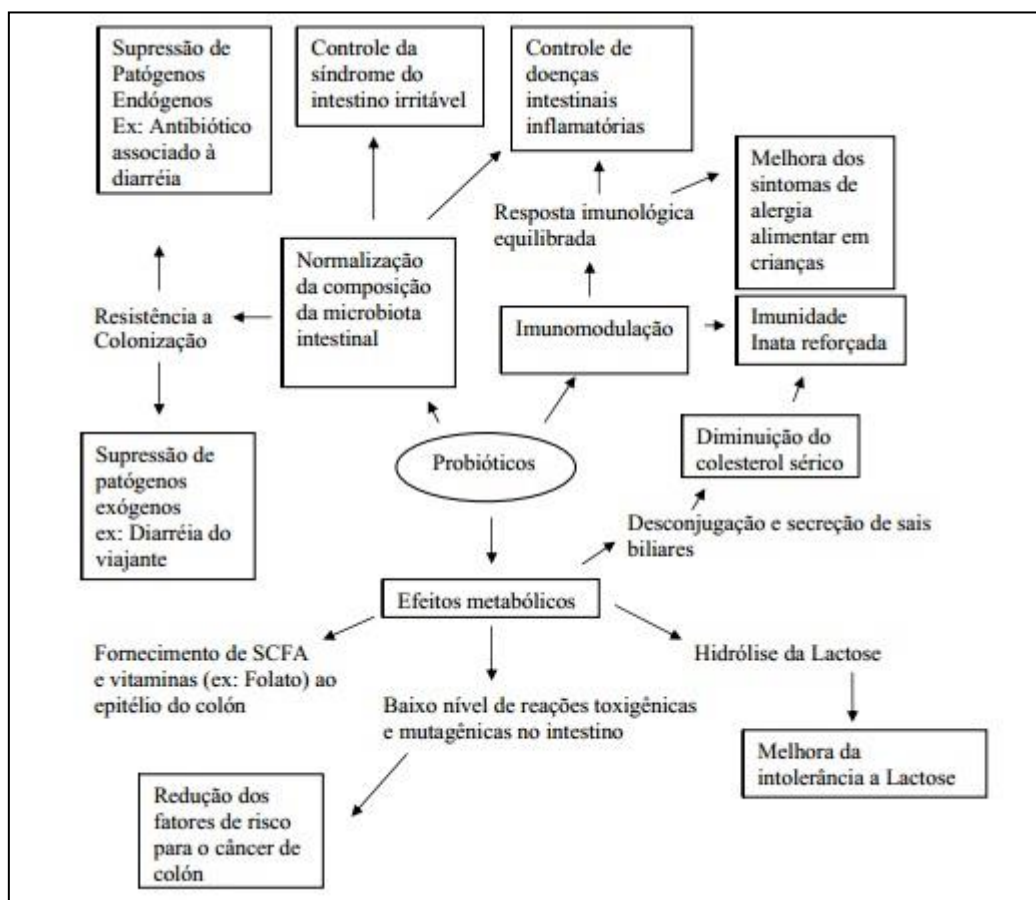 Supressão de
Patógenos
Endógenos
Ex: Antibiótico
associado à
diarréia
Controle da
síndrome do
intestino irritável
Controle de
doenças
intestinais
inflamatórias
Melhora dos
sintomas de
alergia
alimentar em
crianças
Resposta imunológica
equilibrada
Normalização
da composição
da microbiota
intestinal
Resistência a
Colonização
Imunomodulação
Imunidade
Inata reforçada
Supressão de
patógenos
exógenos
ex: Diarréia do
viajante
Probióticos
Diminuição do
colesterol sérico
Desconjugação e secreção de sais
biliares
Efeitos metabólicos
Fornecimento de SCFA
e vitaminas (ex: Folato) ao
epitélio do colón
Baixo nível de reações toxigênicas
e mutagênicas no intestino
Hidrólise da Lactose
Melhora da
intolerância a Lactose
Redução dos
fatores de risco
para o câncer de
colón